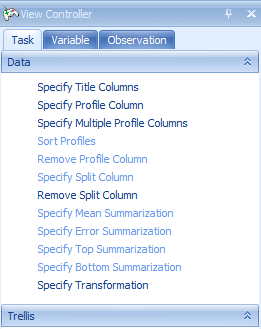 View Controller
Task Variable Observation
Data
Specify Title Columns
Specify Profile Column
Specify Multiple Profile Columns
Sort Profiles
Remove Profile Column
Specify Split Column
Remove Split Column
Specify Mean Summarization
Specify Error Summarization
Specify Top Summarization
Specify Bottom Summarization
Specify Transformation
Trellis